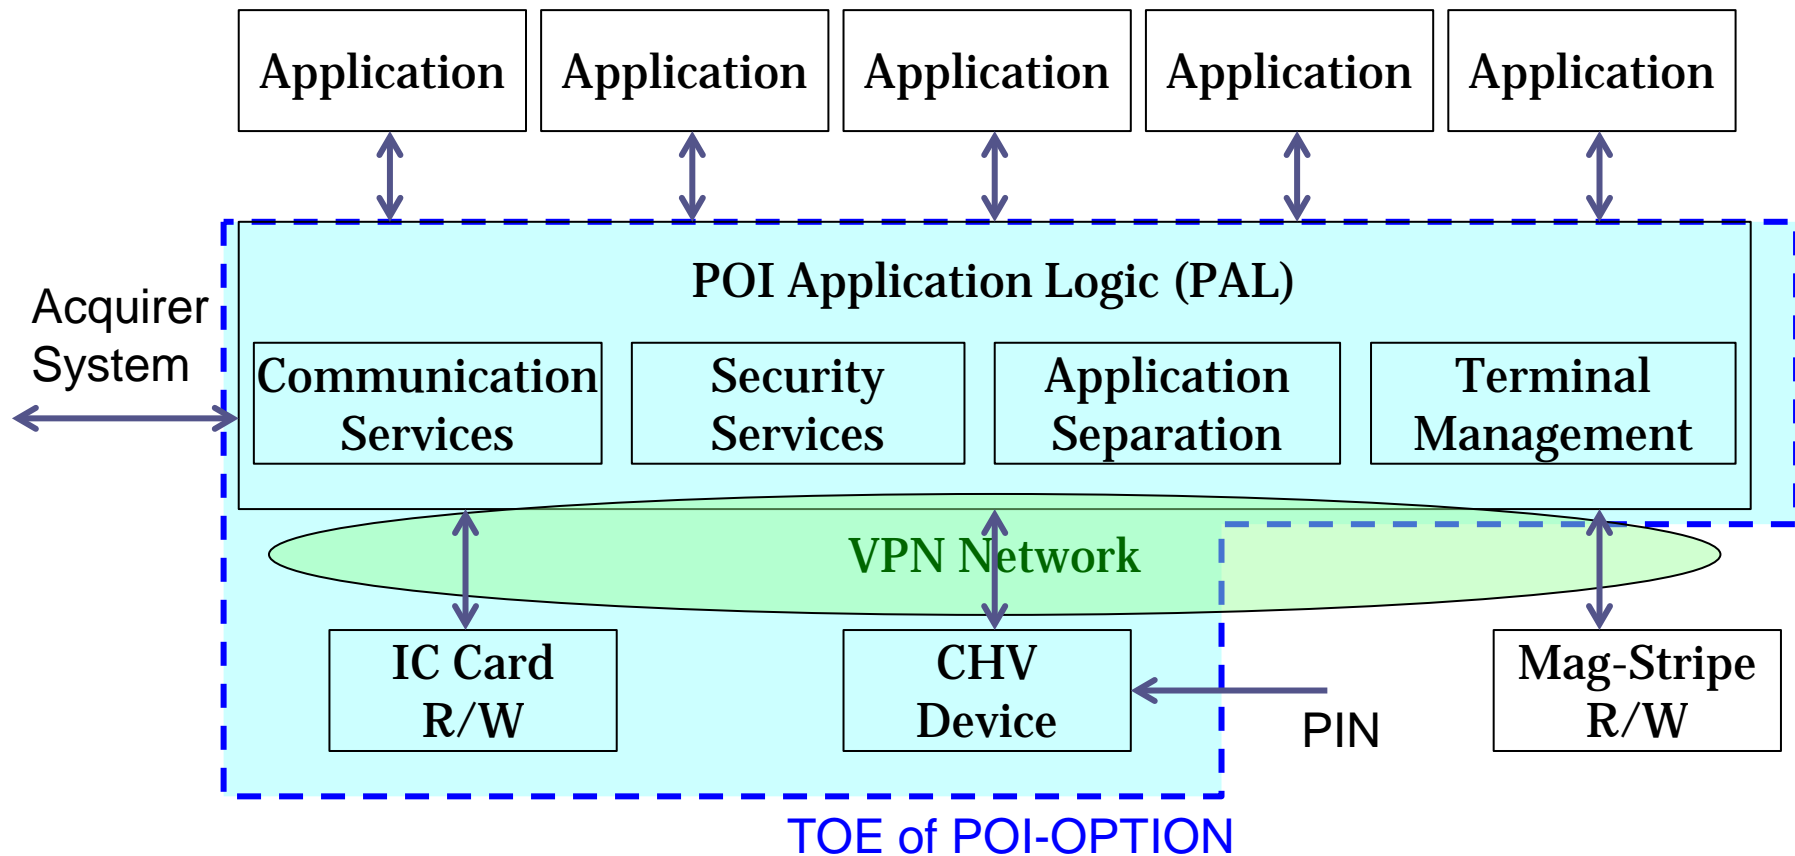 Application
Application
Application
Application
Application
POI Application Logic (PAL)
Acquirer
System
Communication
Services
Security
Services
Application
Separation
Terminal
Management
VPN Network
IC Card
R/W
CHV
Device
PIN
Mag-Stripe
R/W
TOE of POI-OPTION